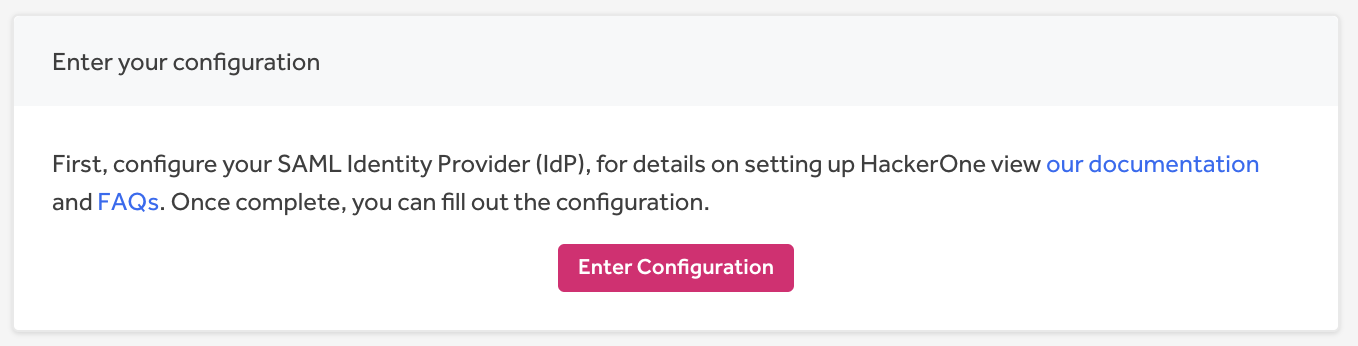 Enter your configuration
First, configure your SAML Identity Provider (IdP), for details on setting up HackerOne view our documentation
and FAQs. Once complete, you can fill out the configuration.
Enter Configuration